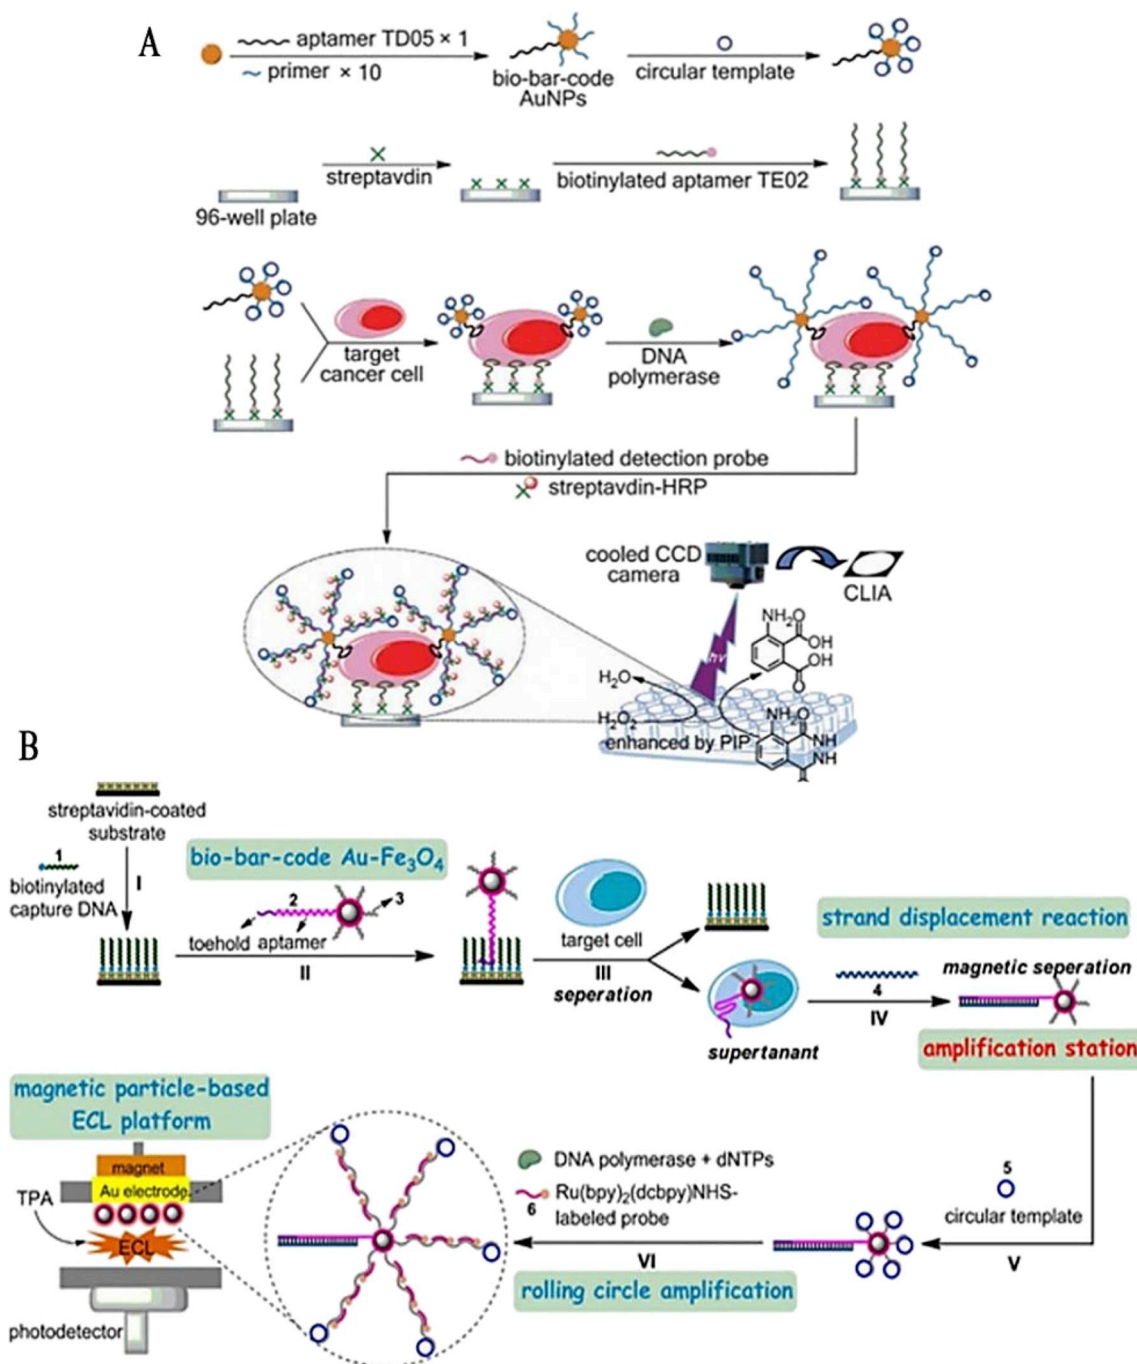 A
aptamer TD05 × 1
primer × 10
bio-bar-code
AuNPs
circular template
streptavdin
biotinylated aptamer TE02
96-well plate
target
cancer cell
DNA
polymerase
biotinylated detection probe
streptavdin-HRP
cooled CCD
camera
CLIA
hν
NH₂
O
OH
OH
O
H₂O
H₂O₂
enhanced by PIP
NH₂
O
NH
NH
B
streptavidin-coated
substrate
1
biotinylated
capture DNA
I
bio-bar-code Au-Fe₃O₄
2
3
toehold
aptamer
II
target cell
III
seperation
supertanant
strand displacement reaction
4
IV
magnetic seperation
amplification station
magnetic particle-based
ECL platform
magnet
Au electrode
TPA
ECL
photodetector
DNA polymerase + dNTPs
6
Ru(bpy)₂(dcbpy)NHS-
labeled probe
VI
rolling circle amplification
5
circular template
V